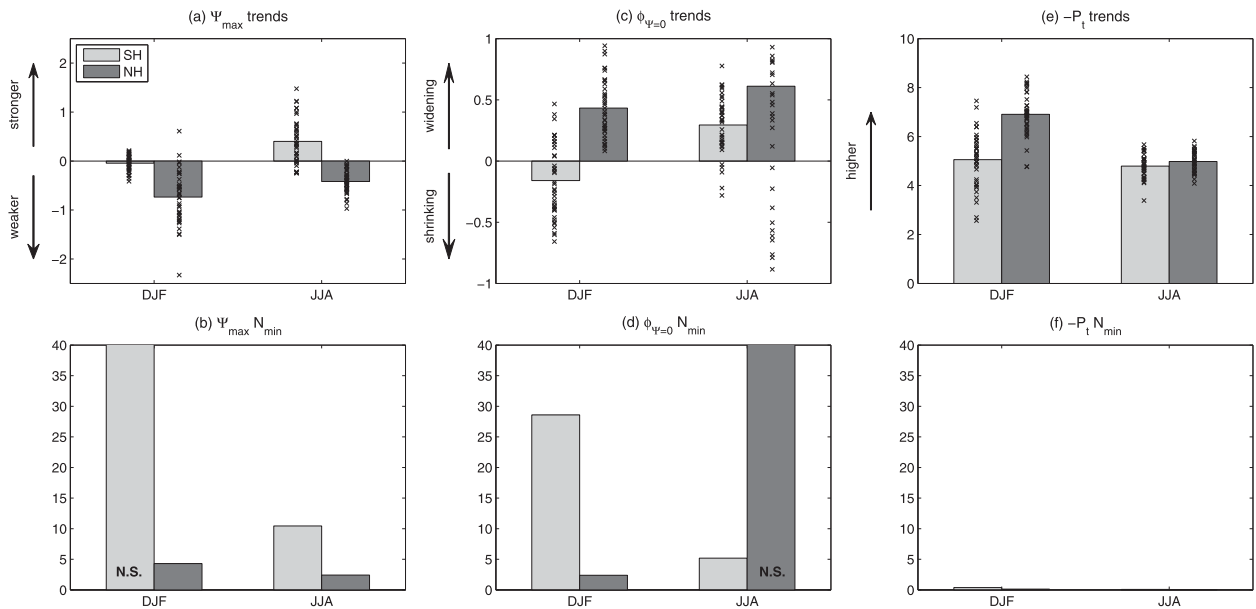 (a) Ψmax trends
SH
NH
stronger
weaker
2
1
0
−1
−2
DJF
JJA
(c) ϕΨ=0 trends
widening
shrinking
1
0.5
0
−0.5
−1
DJF
JJA
(e) −Pt trends
higher
10
8
6
4
2
0
DJF
JJA
(b) Ψmax Nmin
40
35
30
25
20
15
10
5
0
N.S.
DJF
JJA
(d) ϕΨ=0 Nmin
40
35
30
25
20
15
10
5
0
N.S.
DJF
JJA
(f) −Pt Nmin
40
35
30
25
20
15
10
5
0
DJF
JJA